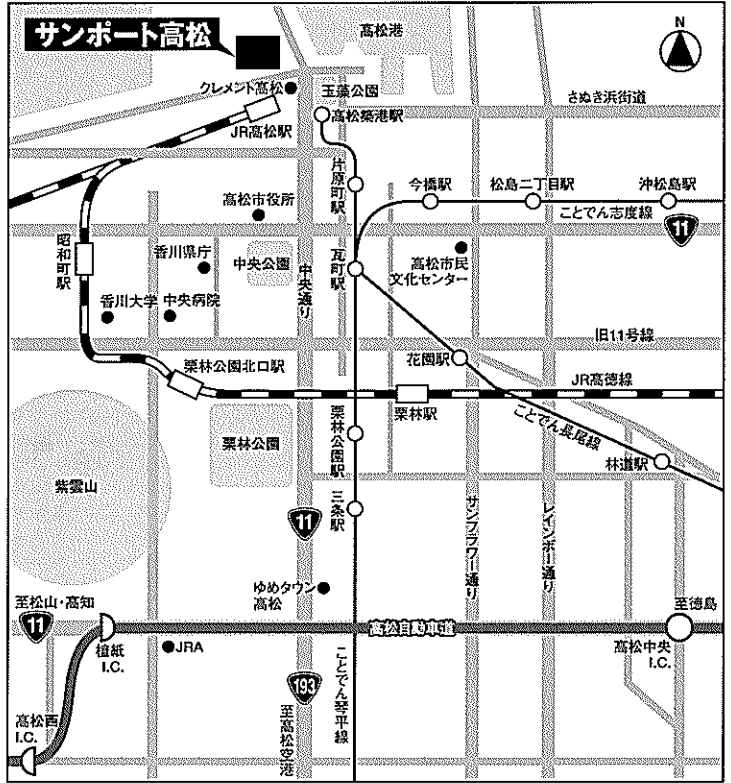 サンポート高松
高松港
N
クレメント高松
玉藻公園
さぬき浜街道
JR高松駅
高松築港駅
片原町駅
今橋駅
松島二丁目駅
沖松島駅
高松市役所
ことでん志度線
11
昭和町駅
香川県庁
中央公園
中央通り
瓦町駅
高松市民
文化センター
香川大学
中央病院
旧11号線
栗林公園北口駅
花園駅
JR高徳線
栗林駅
ことでん長尾線
栗林公園
栗林公園駅
林道駅
紫雲山
三条駅
11
サンフラワー通り
レインボー通り
ゆめタウン
高松
至松山・高知
11
高松自動車道
至徳島
檀紙
I.C.
JRA
高松中央
I.C.
193
ことでん琴平線
高松西
I.C.
至高松空港